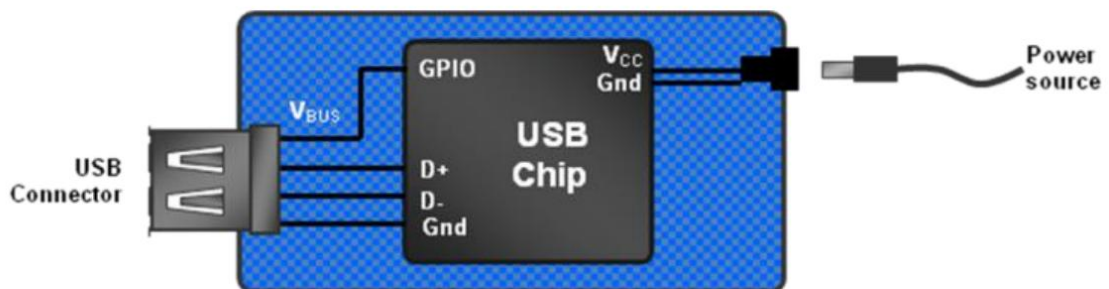 GPIO
VCC
Gnd
Power
source
VBUS
USB
Chip
USB
Connector
D+
D-
Gnd